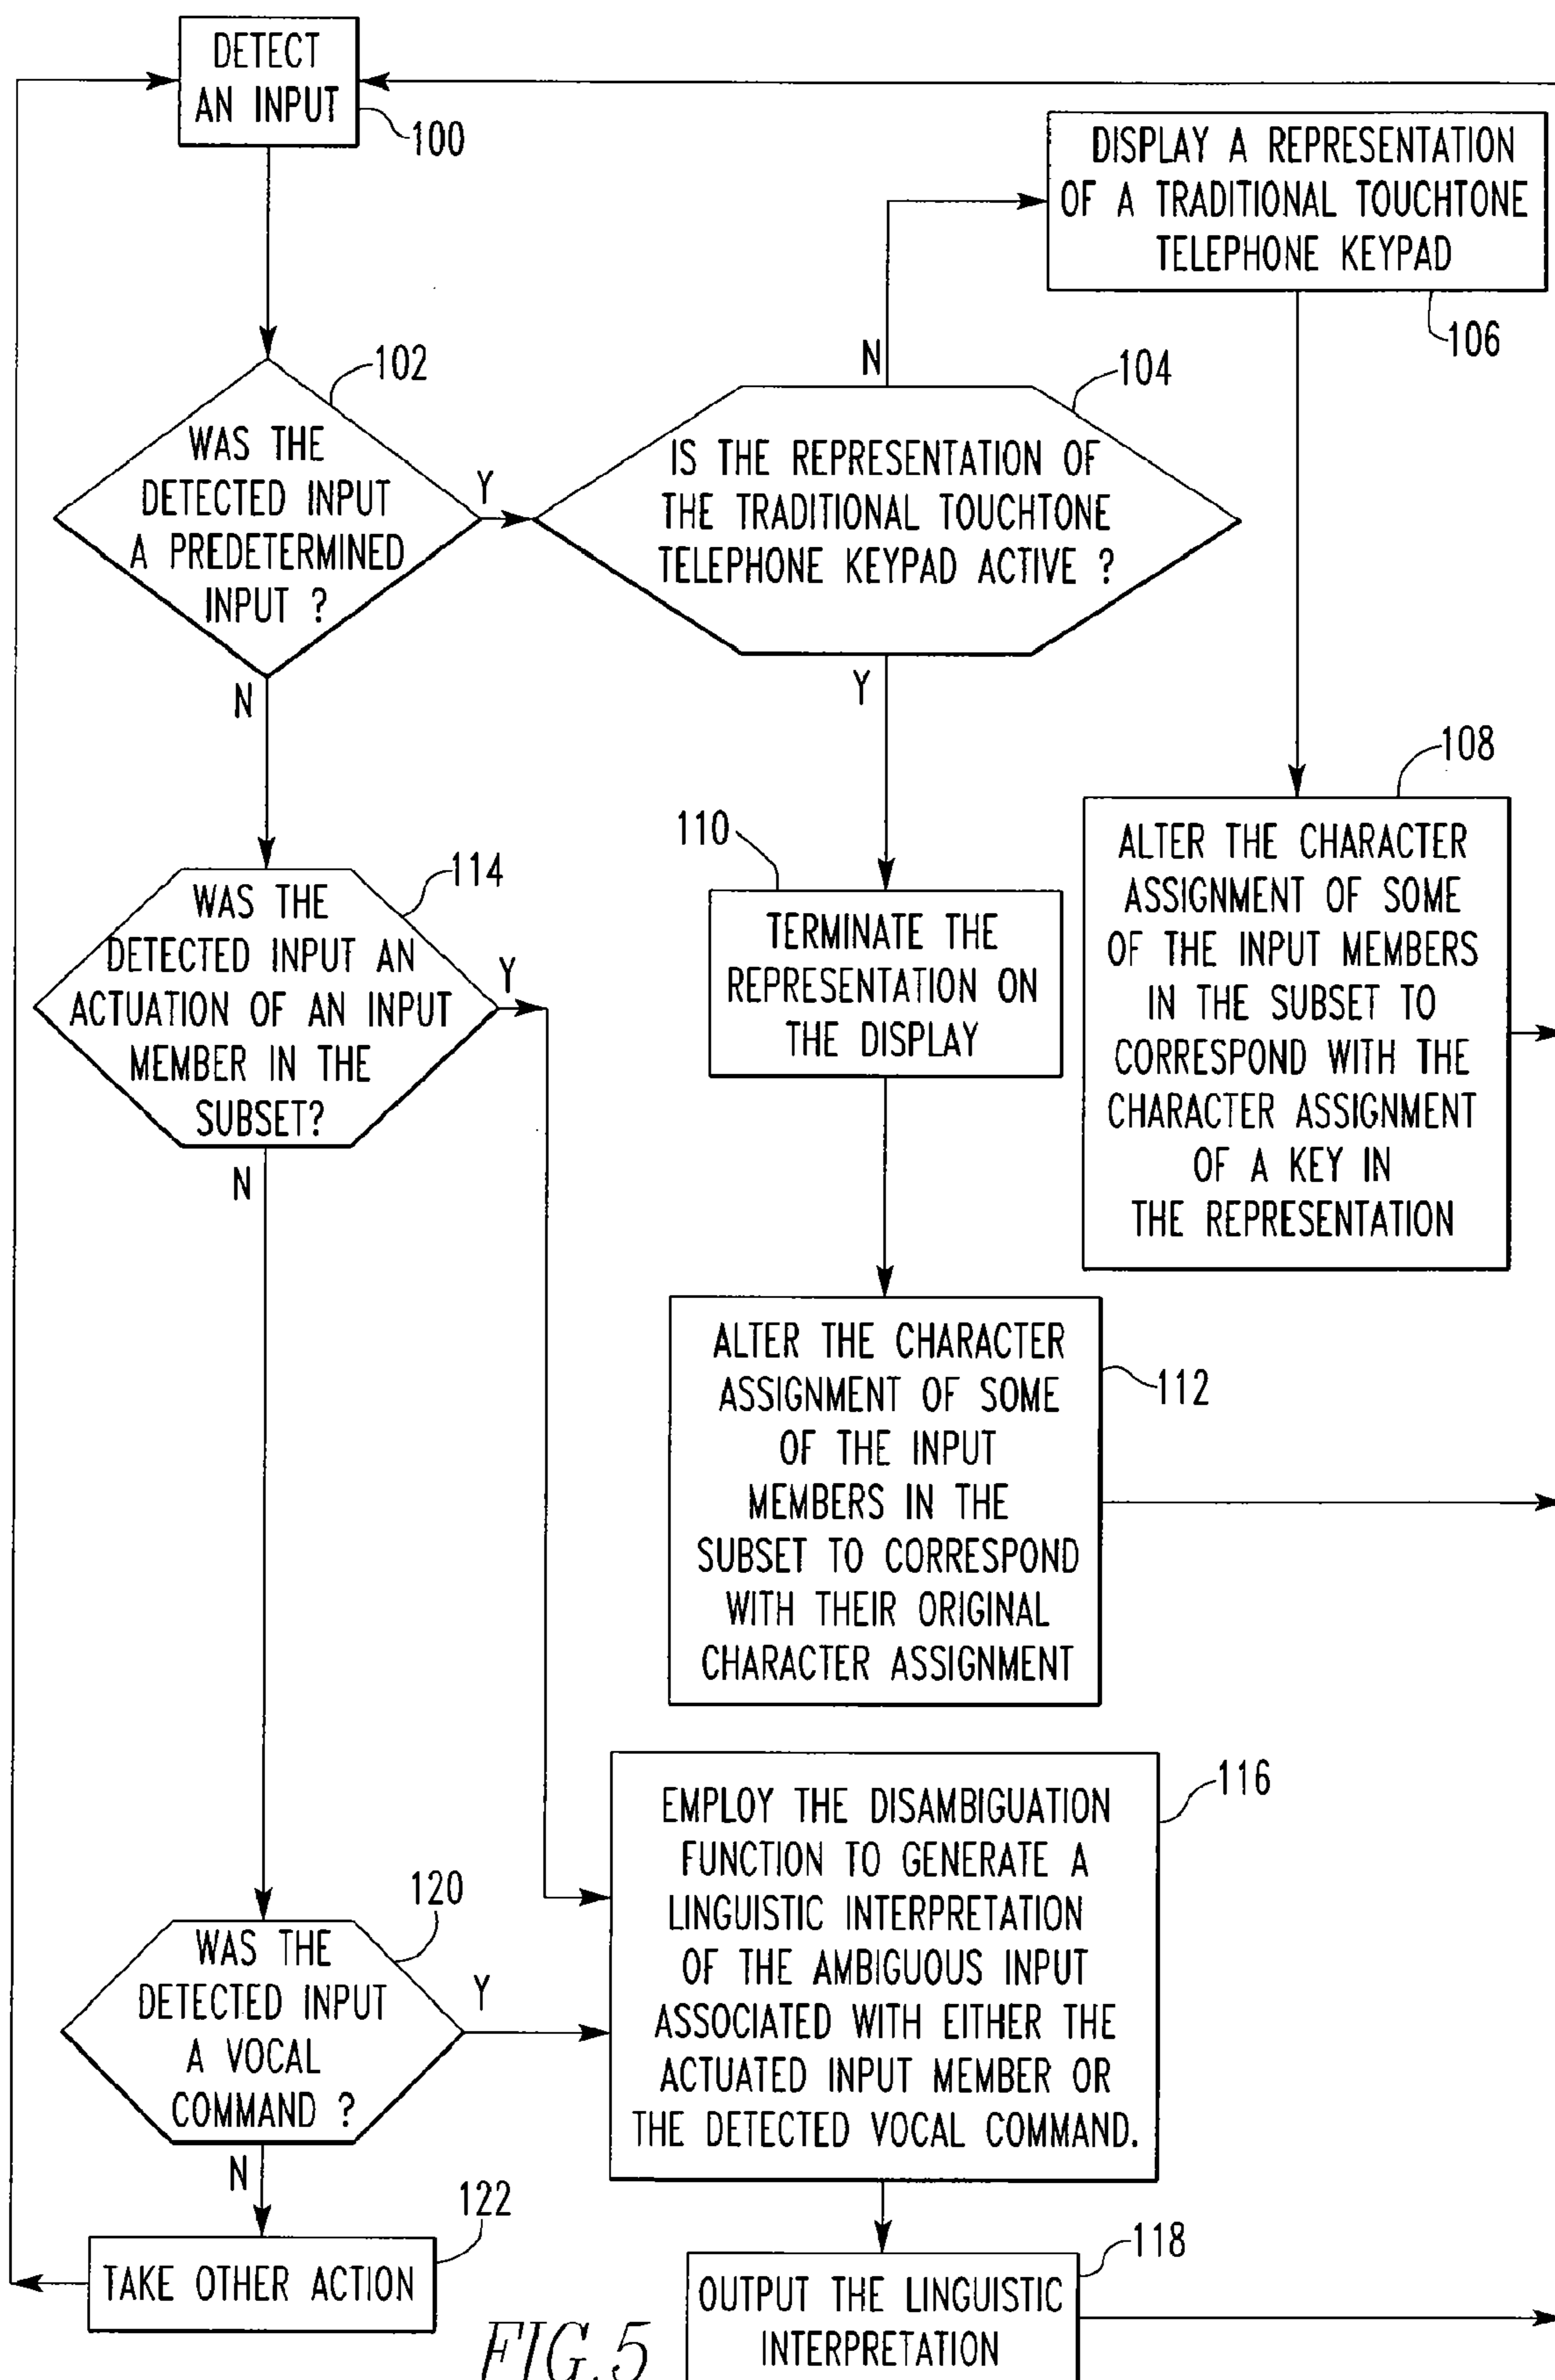 DETECT
AN INPUT
100
DISPLAY A REPRESENTATION
OF A TRADITIONAL TOUCHTONE
TELEPHONE KEYPAD
106
102
WAS THE
DETECTED INPUT
A PREDETERMINED
INPUT ?
Y
N
104
IS THE REPRESENTATION OF
THE TRADITIONAL TOUCHTONE
TELEPHONE KEYPAD ACTIVE ?
N
Y
108
ALTER THE CHARACTER
ASSIGNMENT OF SOME
OF THE INPUT MEMBERS
IN THE SUBSET TO
CORRESPOND WITH THE
CHARACTER ASSIGNMENT
OF A KEY IN
THE REPRESENTATION
110
TERMINATE THE
REPRESENTATION ON
THE DISPLAY
114
WAS THE
DETECTED INPUT AN
ACTUATION OF AN INPUT
MEMBER IN THE
SUBSET?
Y
N
ALTER THE CHARACTER
ASSIGNMENT OF SOME
OF THE INPUT
MEMBERS IN THE
SUBSET TO CORRESPOND
WITH THEIR ORIGINAL
CHARACTER ASSIGNMENT
112
116
EMPLOY THE DISAMBIGUATION
FUNCTION TO GENERATE A
LINGUISTIC INTERPRETATION
OF THE AMBIGUOUS INPUT
ASSOCIATED WITH EITHER THE
ACTUATED INPUT MEMBER OR
THE DETECTED VOCAL COMMAND.
120
WAS THE
DETECTED INPUT
A VOCAL
COMMAND ?
Y
N
122
TAKE OTHER ACTION
118
OUTPUT THE LINGUISTIC
INTERPRETATION
FIG.5